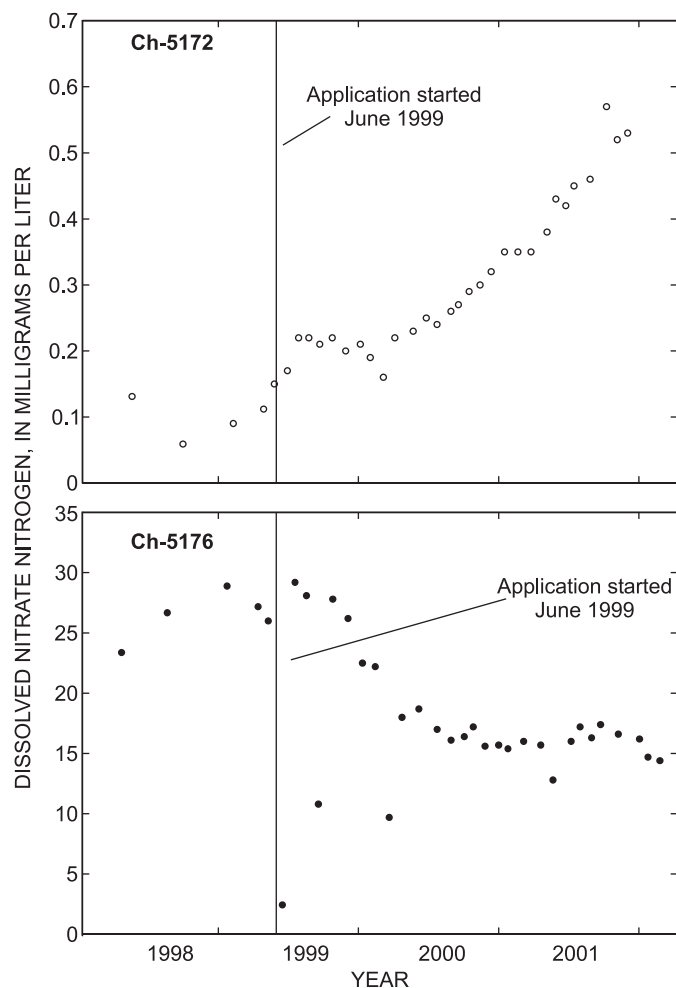 DISSOLVED NITRATE NITROGEN, IN MILLIGRAMS PER LITER
0.7
0.6
0.5
0.4
0.3
0.2
0.1
0
Ch-5172
Application started
June 1999
35
30
25
20
15
10
5
0
Ch-5176
Application started
June 1999
1998 1999 2000 2001
YEAR